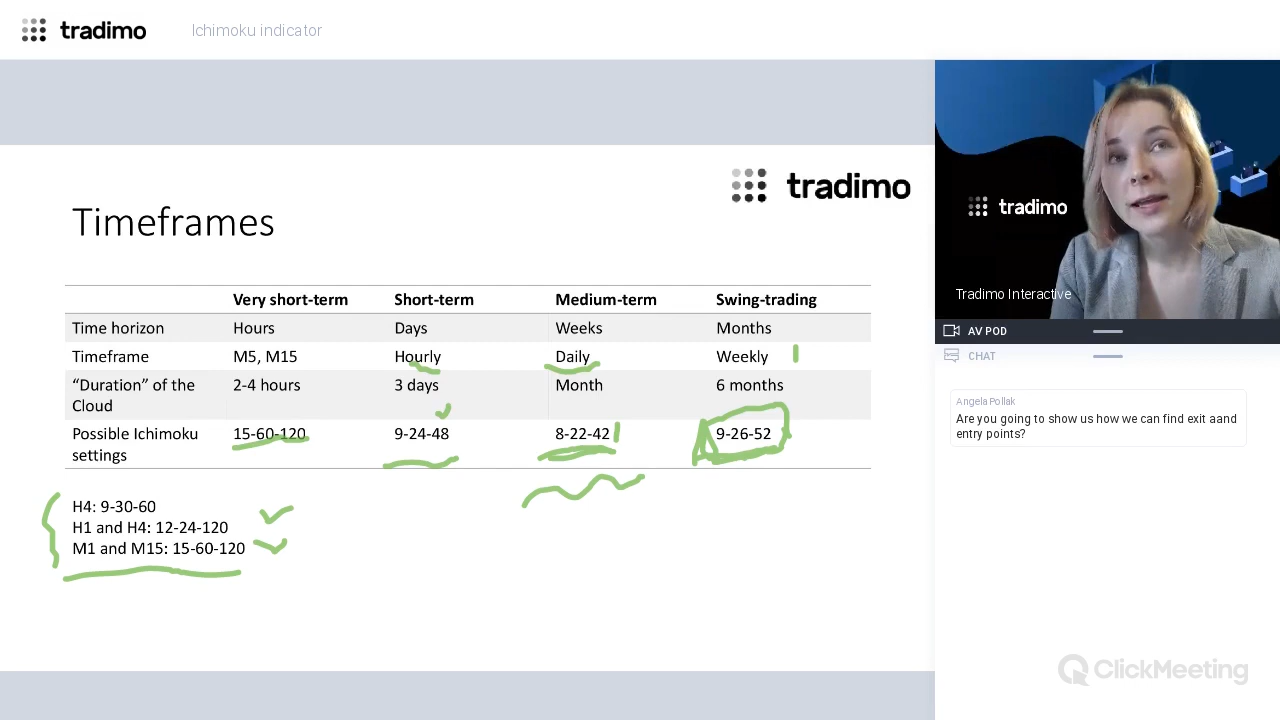 tradimo
Ichimoku indicator
tradimo
Timeframes
Very short-term Short-term Medium-term Swing-trading
Time horizon Hours Days Weeks Months
Timeframe M5, M15 Hourly Daily Weekly
“Duration” of the Cloud 2-4 hours 3 days Month 6 months
Possible Ichimoku settings 15-60-120 9-24-48 8-22-42 9-26-52
H4: 9-30-60
H1 and H4: 12-24-120
M1 and M15: 15-60-120
tradimo
Tradimo Interactive
AV POD
CHAT
Angela Pollak
Are you going to show us how we can find exit aand
entry points?
ClickMeeting